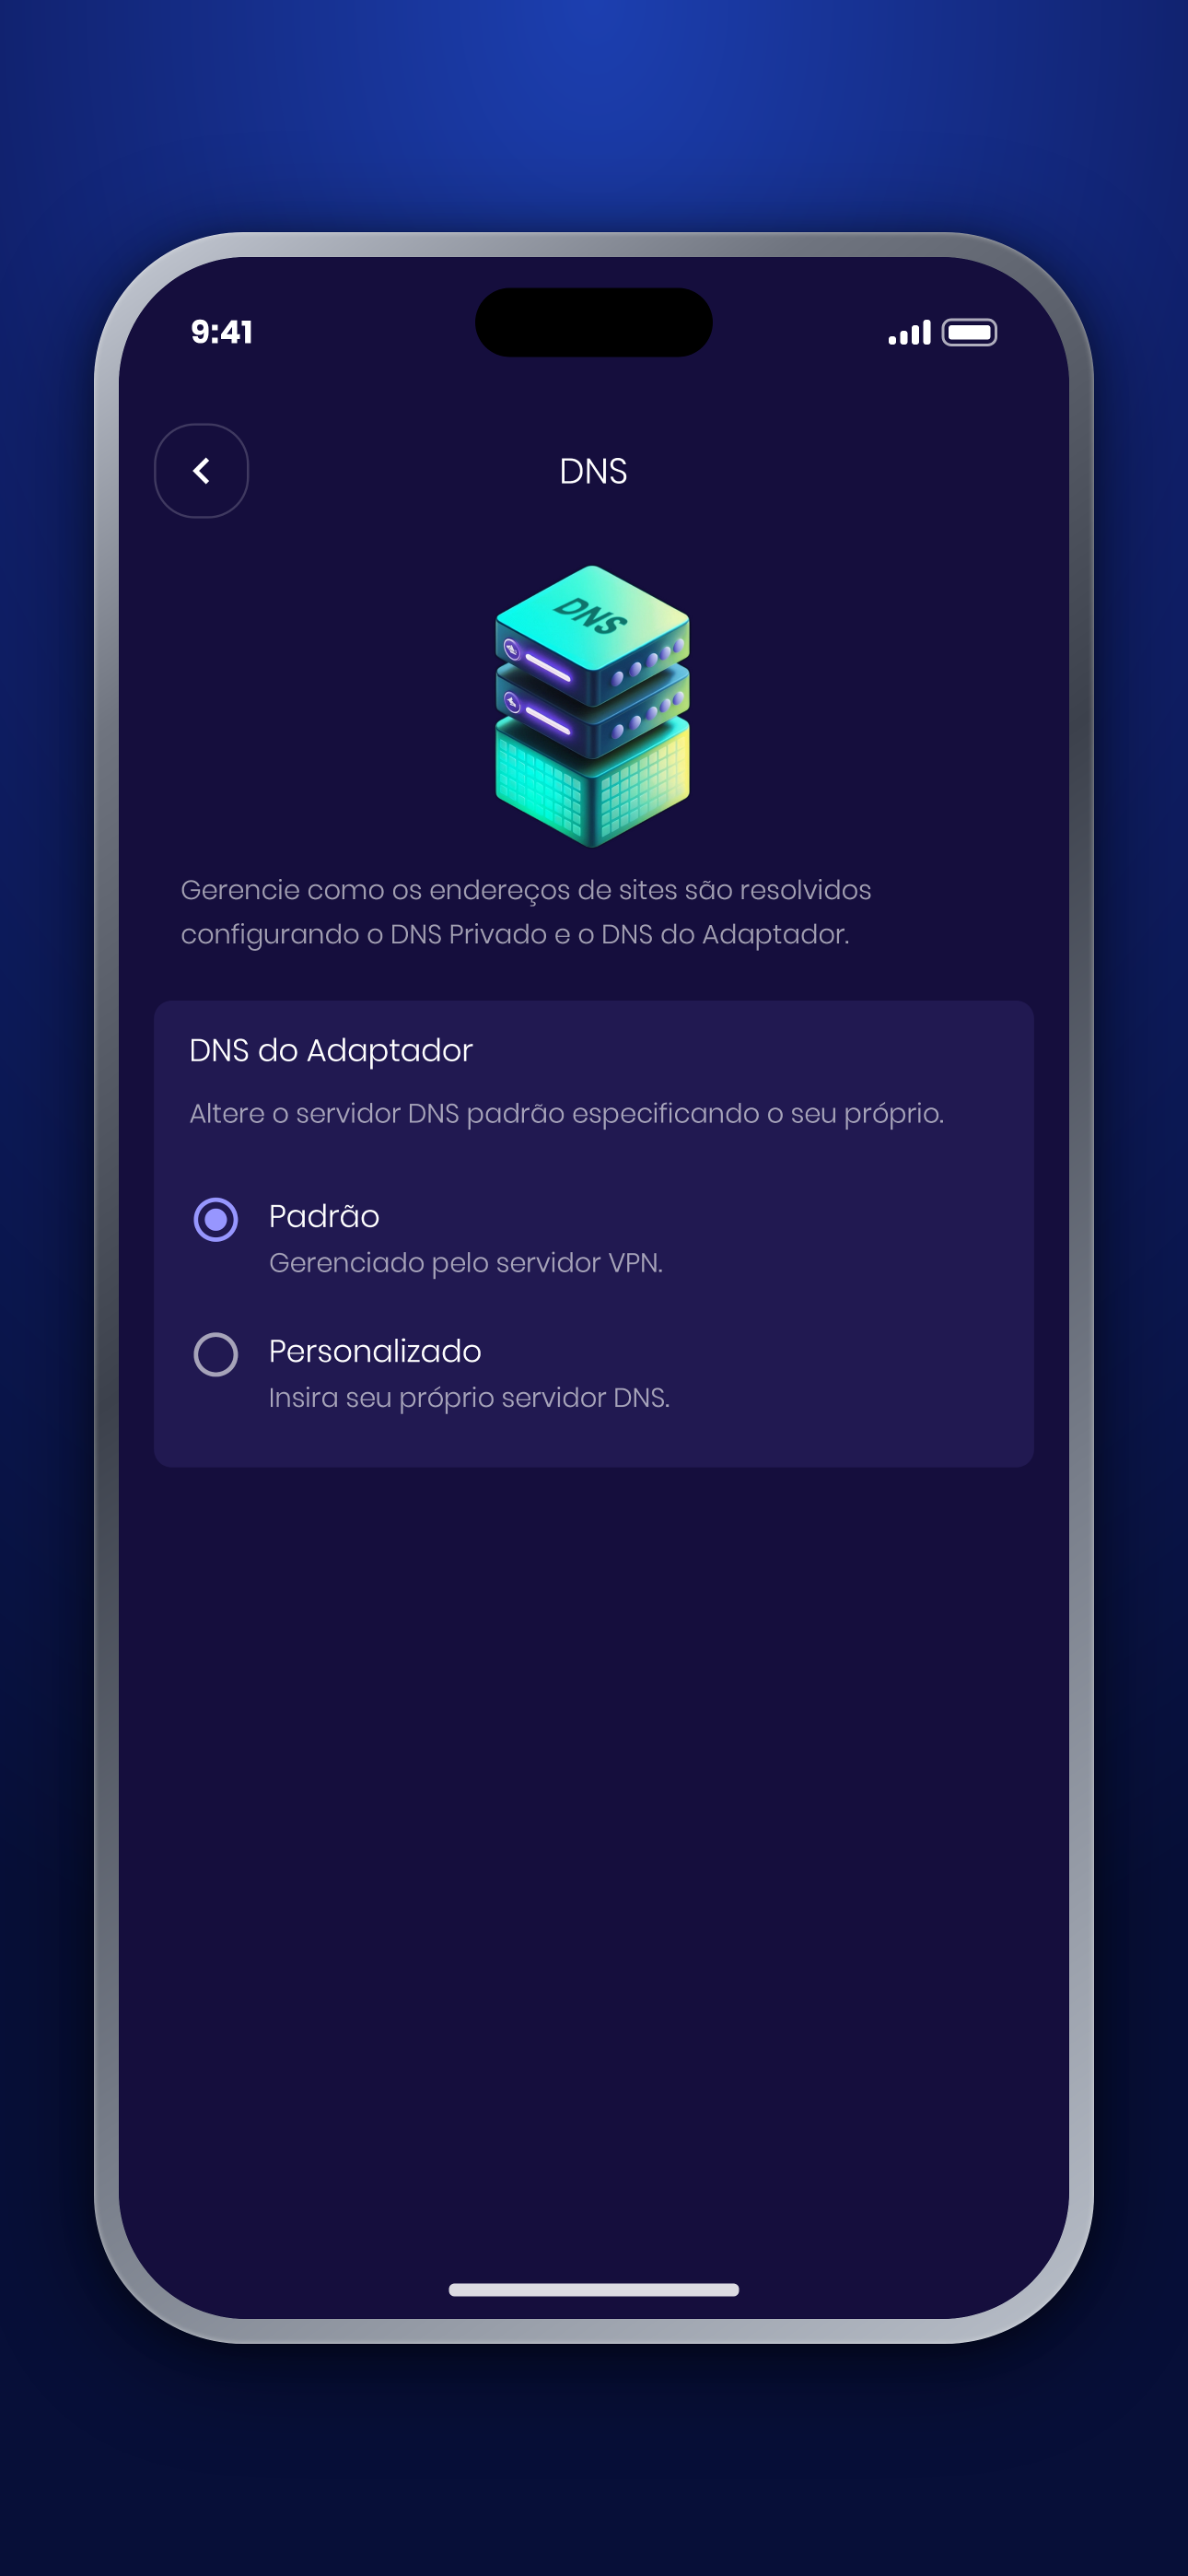 9:41
DNS
DNS
Gerencie como os endereços de sites são resolvidos
configurando o DNS Privado e o DNS do Adaptador.
DNS do Adaptador
Altere o servidor DNS padrão especificando o seu próprio.
Padrão
Gerenciado pelo servidor VPN.
Personalizado
Insira seu próprio servidor DNS.